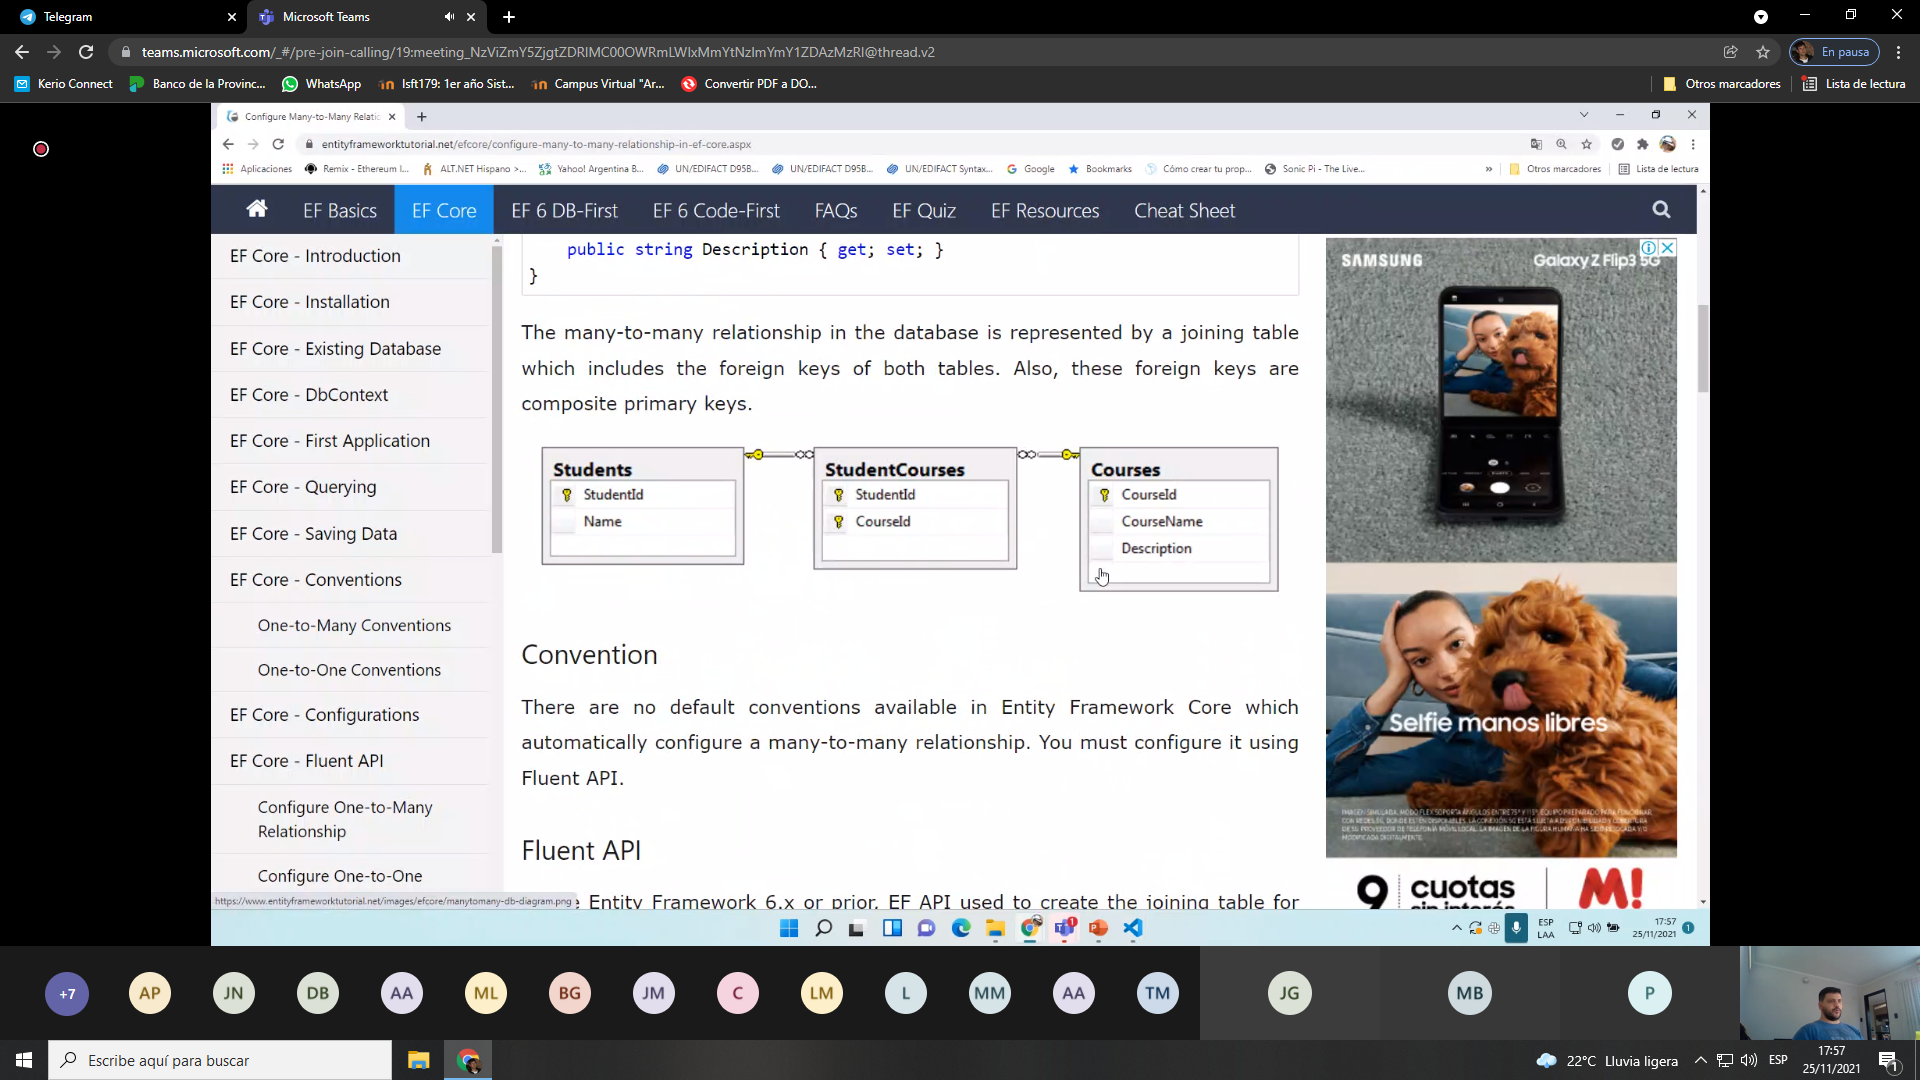 Telegram
Microsoft Teams
teams.microsoft.com/_#/pre-join-calling/19:meeting_NzViZmY5ZjgtZDRlMC00OWRmLWIxMmYtNzlmYmY1ZDAzMzRl@thread.v2
En pausa
Kerio Connect
Banco de la Provinc...
WhatsApp
Isft179: 1er año Sist...
Campus Virtual "Ar...
Convertir PDF a DO...
Otros marcadores
Lista de lectura
Configure Many-to-Many Relatio
entityframeworktutorial.net/efcore/configure-many-to-many-relationship-in-ef-core.aspx
Aplicaciones
Remix - Ethereum I...
ALT.NET Hispano >...
Yahoo! Argentina B...
UN/EDIFACT D95B...
UN/EDIFACT D95B...
UN/EDIFACT Syntax...
Google
Bookmarks
Cómo crear tu prop...
Sonic Pi - The Live...
»
Otros marcadores
Lista de lectura
EF Basics
EF Core
EF 6 DB-First
EF 6 Code-First
FAQs
EF Quiz
EF Resources
Cheat Sheet
EF Core - Introduction
EF Core - Installation
EF Core - Existing Database
EF Core - DbContext
EF Core - First Application
EF Core - Querying
EF Core - Saving Data
EF Core - Conventions
One-to-Many Conventions
One-to-One Conventions
EF Core - Configurations
EF Core - Fluent API
Configure One-to-Many
Relationship
Configure One-to-One
https://www.entityframeworktutorial.net/images/efcore/manytomany-db-diagram.png
public string Description { get; set; }
}
The many-to-many relationship in the database is represented by a joining table
which includes the foreign keys of both tables. Also, these foreign keys are
composite primary keys.
Students
StudentId
Name
StudentCourses
StudentId
CourseId
Courses
CourseId
CourseName
Description
Convention
There are no default conventions available in Entity Framework Core which
automatically configure a many-to-many relationship. You must configure it using
Fluent API.
Fluent API
Entity Framework 6.x or prior, EF API used to create the joining table for
SAMSUNG
Galaxy Z Flip3 5G
Selfie manos libres
9 cuotas
sin interés
M!
ESP
LAA
17:57
25/11/2021
1
+7
AP
JN
DB
AA
ML
BG
JM
C
LM
L
MM
AA
TM
JG
MB
P
Escribe aquí para buscar
22°C Lluvia ligera
ESP
17:57
25/11/2021
1